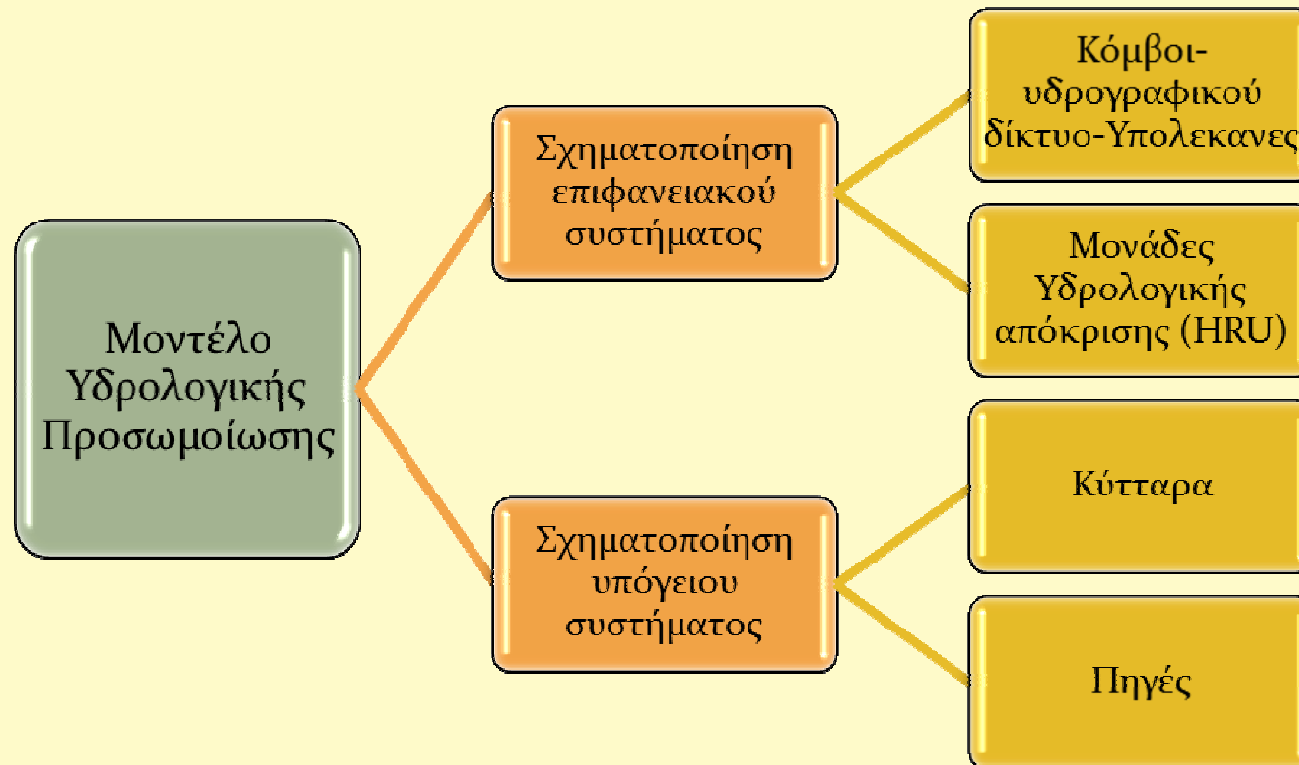 Μοντέλο
Υδρολογικής
Προσωμοίωσης
Σχηματοποίηση
επιφανειακού
συστήματος
Κόμβοι-
υδρογραφικού
δίκτυο-Υπολεκανες
Μονάδες
Υδρολογικής
απόκρισης (HRU)
Σχηματοποίηση
υπόγειου
συστήματος
Κύτταρα
Πηγές